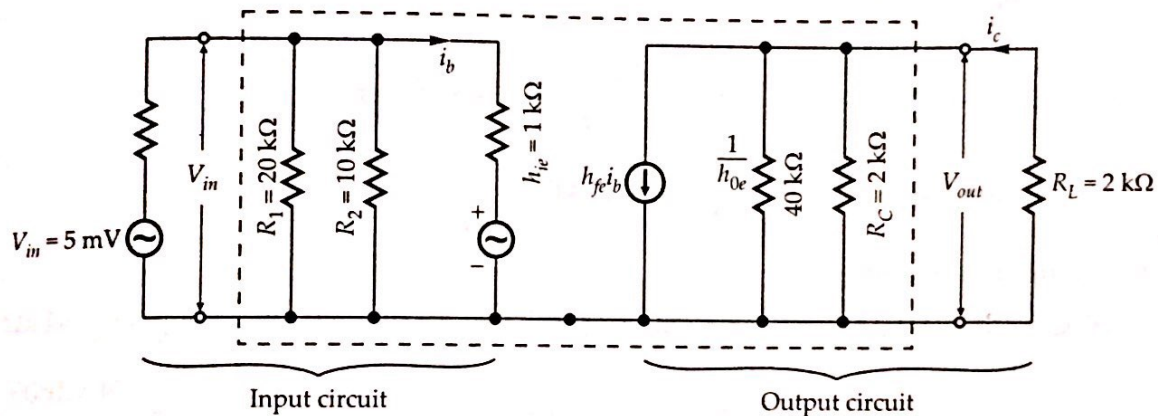 i_b
i_c
V_in
R_1 = 20 kΩ
R_2 = 10 kΩ
h_ie = 1 kΩ
h_fe i_b
1
h_0e
40 kΩ
R_C = 2 kΩ
V_out
R_L = 2 kΩ
V_in = 5 mV
+
−
Input circuit
Output circuit